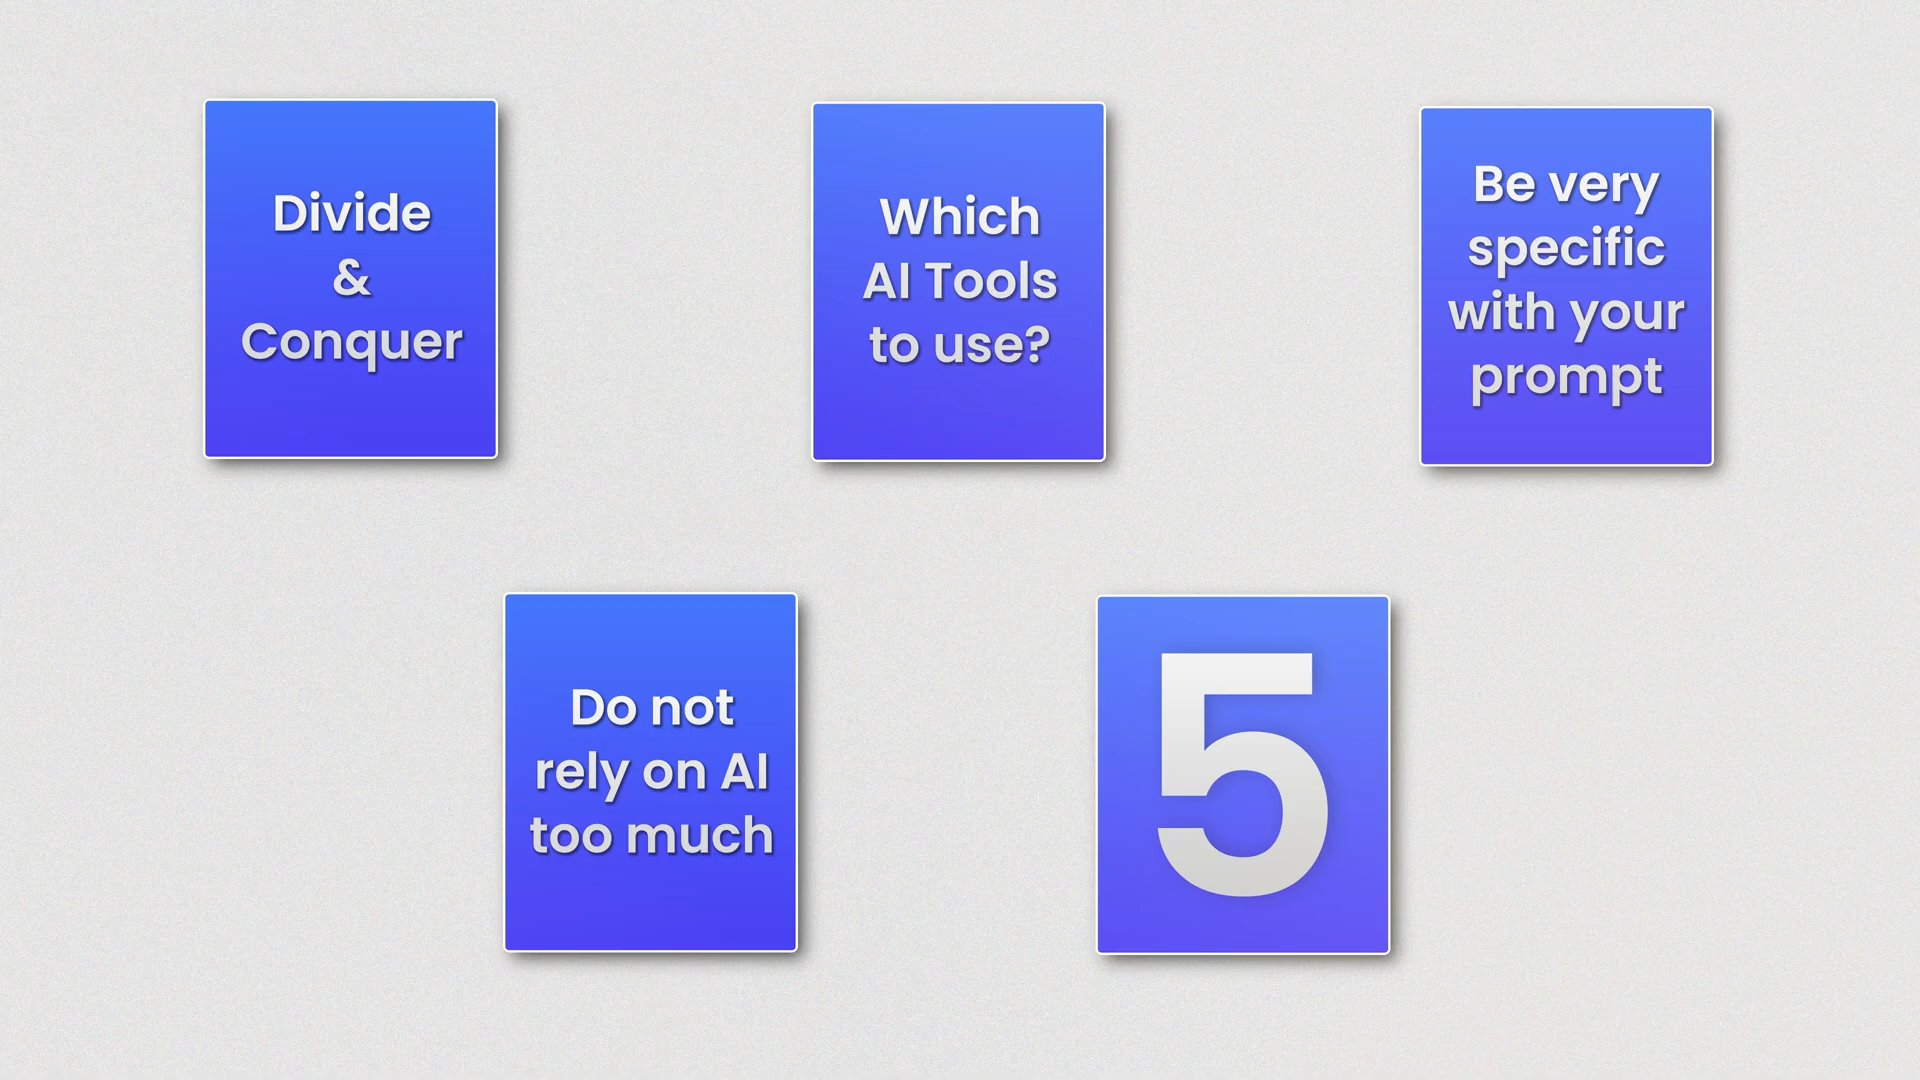 Divide
&
Conquer
Which
AI Tools
to use?
Be very
specific
with your
prompt
Do not
rely on AI
too much
5